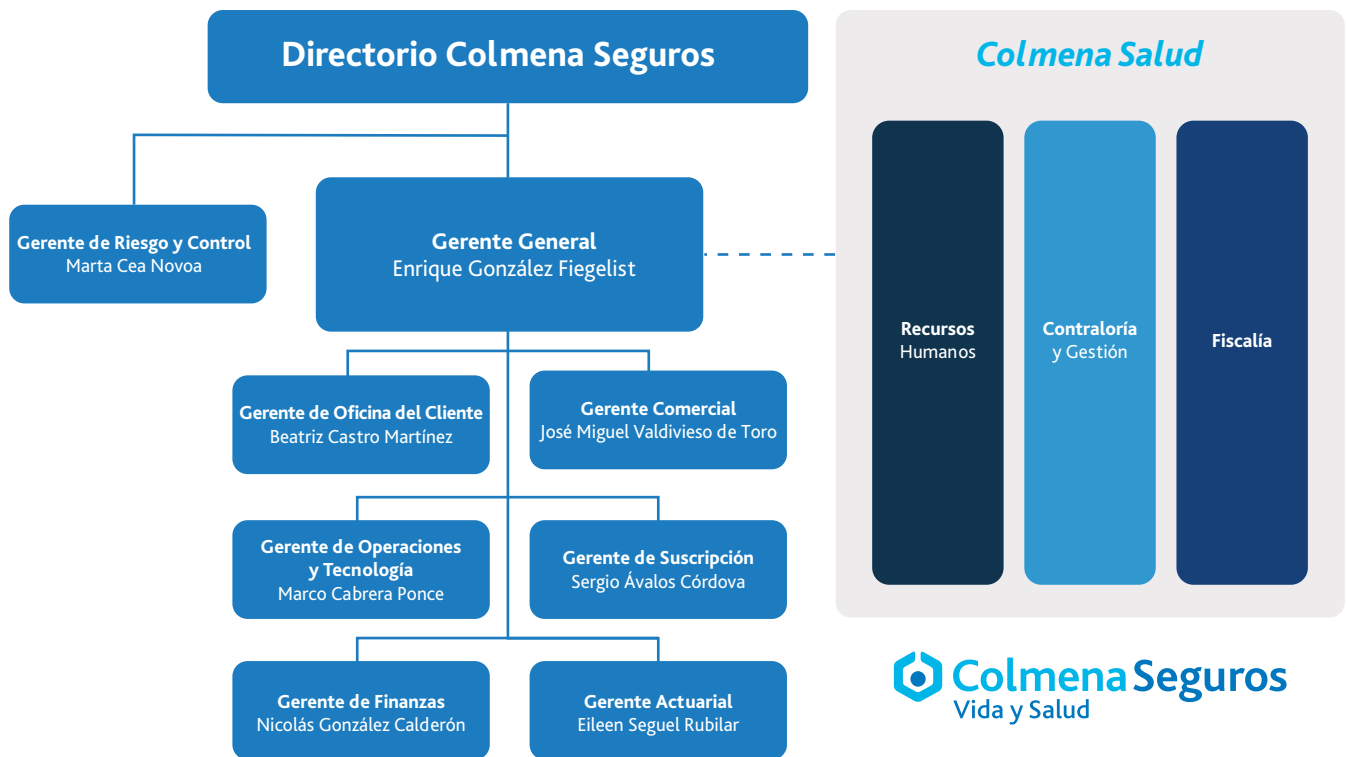 Directorio Colmena Seguros
Gerente de Riesgo y Control
Marta Cea Novoa
Gerente General
Enrique González Fiegelist
Gerente de Oficina del Cliente
Beatriz Castro Martínez
Gerente Comercial
José Miguel Valdivieso de Toro
Gerente de Operaciones
y Tecnología
Marco Cabrera Ponce
Gerente de Suscripción
Sergio Ávalos Córdova
Gerente de Finanzas
Nicolás González Calderón
Gerente Actuarial
Eileen Seguel Rubilar
Colmena Salud
Recursos
Humanos
Contraloría
y Gestión
Fiscalía
Colmena Seguros
Vida y Salud